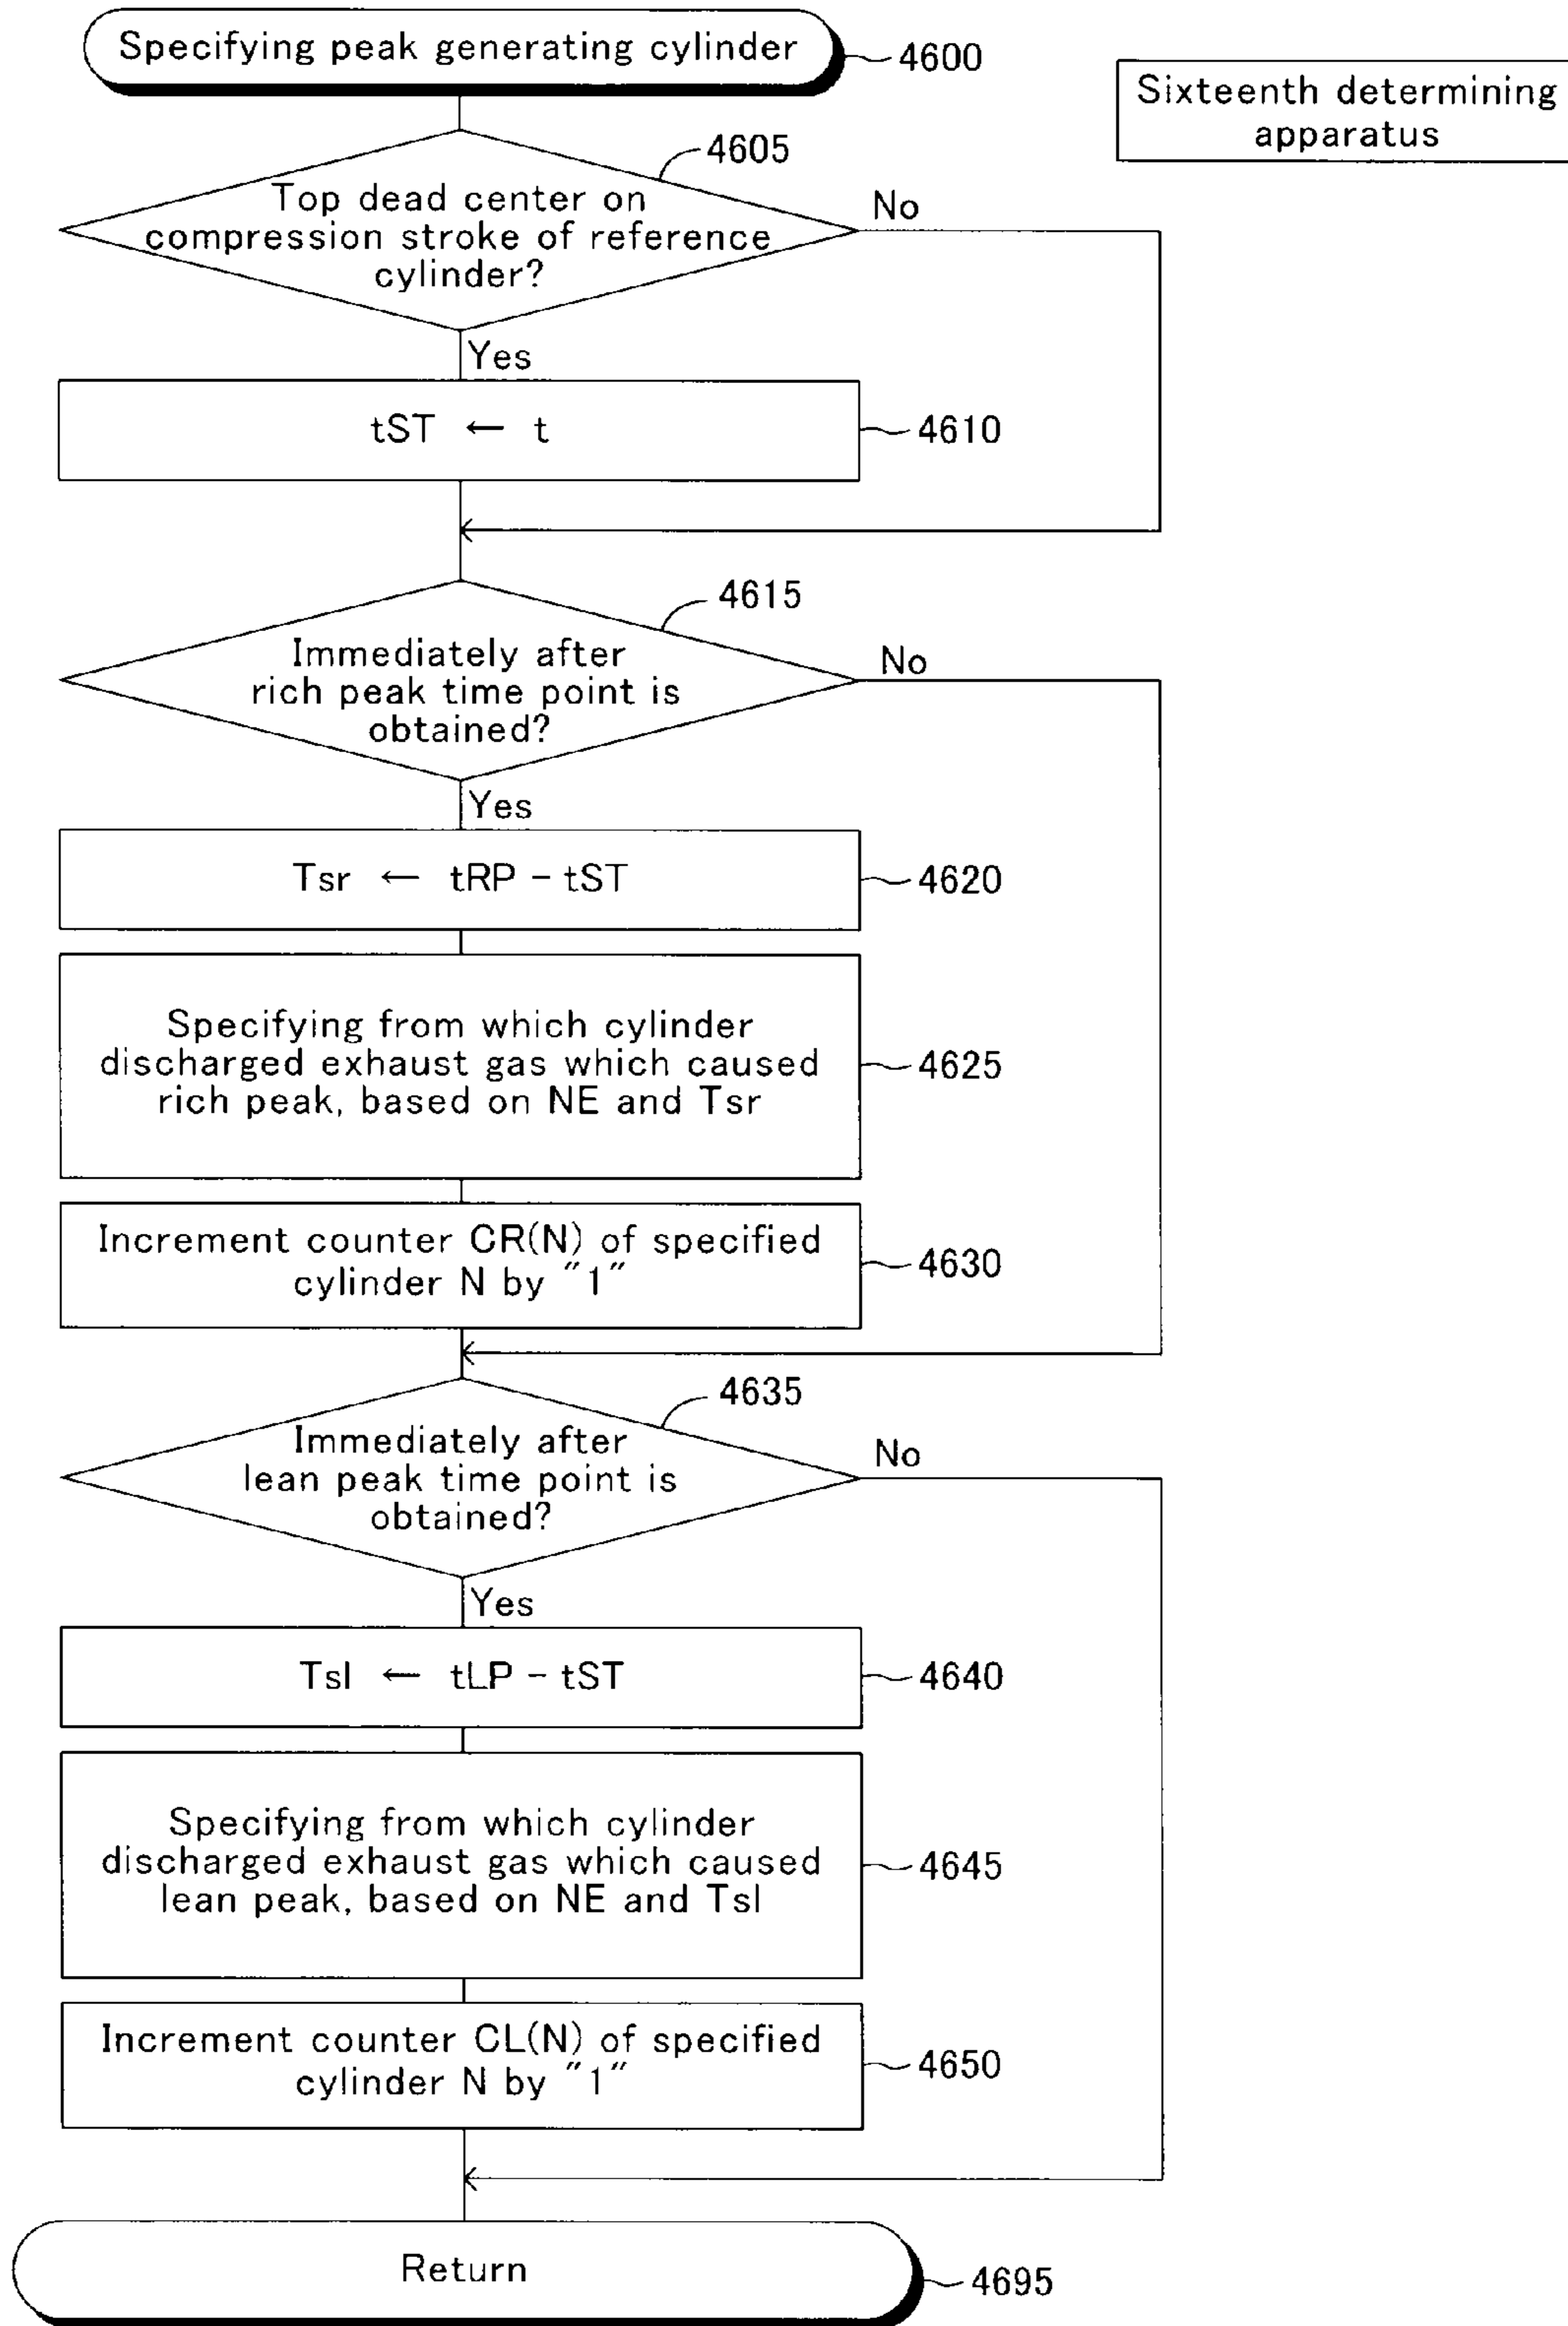 Specifying peak generating cylinder
4600
Sixteenth determining
apparatus
4605
Top dead center on
compression stroke of reference
cylinder?
No
Yes
tST ← t
4610
4615
Immediately after
rich peak time point is
obtained?
No
Yes
Tsr ← tRP - tST
4620
Specifying from which cylinder
discharged exhaust gas which caused
rich peak, based on NE and Tsr
4625
Increment counter CR(N) of specified
cylinder N by "1"
4630
4635
Immediately after
lean peak time point is
obtained?
No
Yes
Tsl ← tLP - tST
4640
Specifying from which cylinder
discharged exhaust gas which caused
lean peak, based on NE and Tsl
4645
Increment counter CL(N) of specified
cylinder N by "1"
4650
Return
4695